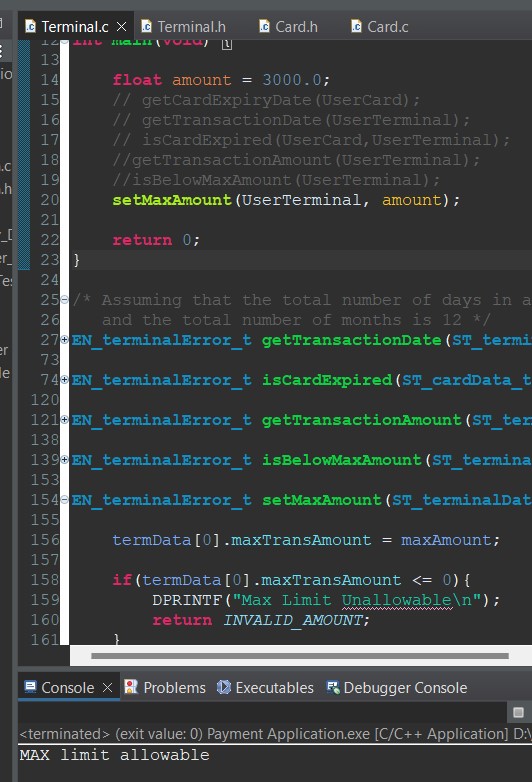 Terminal.c Terminal.h Card.h Card.c
12 int main(void) {
13
14 float amount = 3000.0;
15 // getCardExpiryDate(UserCard);
16 // getTransactionDate(UserTerminal);
17 // isCardExpired(UserCard,UserTerminal);
18 //getTransactionAmount(UserTerminal);
19 //isBelowMaxAmount(UserTerminal);
20 setMaxAmount(UserTerminal, amount);
21
22 return 0;
23 }
24
25 /* Assuming that the total number of days in a
26 and the total number of months is 12 */
27 EN_terminalError_t getTransactionDate(ST_termi
73
74 EN_terminalError_t isCardExpired(ST_cardData_t
120
121 EN_terminalError_t getTransactionAmount(ST_ter
138
139 EN_terminalError_t isBelowMaxAmount(ST_termina
153
154 EN_terminalError_t setMaxAmount(ST_terminalDat
155
156 termData[0].maxTransAmount = maxAmount;
157
158 if(termData[0].maxTransAmount <= 0){
159 DPRINTF("Max Limit Unallowable\n");
160 return INVALID_AMOUNT;
161 }
Console Problems Executables Debugger Console
<terminated> (exit value: 0) Payment Application.exe [C/C++ Application] D:\
MAX limit allowable